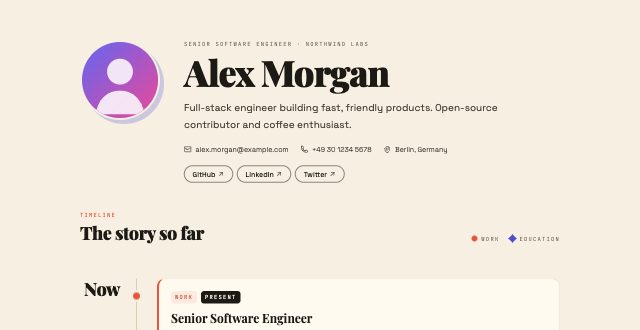 SENIOR SOFTWARE ENGINEER · NORTHWIND LABS
Alex Morgan
Full-stack engineer building fast, friendly products. Open-source
contributor and coffee enthusiast.
alex.morgan@example.com +49 30 1234 5678 Berlin, Germany
GitHub ↗ LinkedIn ↗ Twitter ↗
TIMELINE
The story so far
WORK EDUCATION
Now
WORK PRESENT
Senior Software Engineer